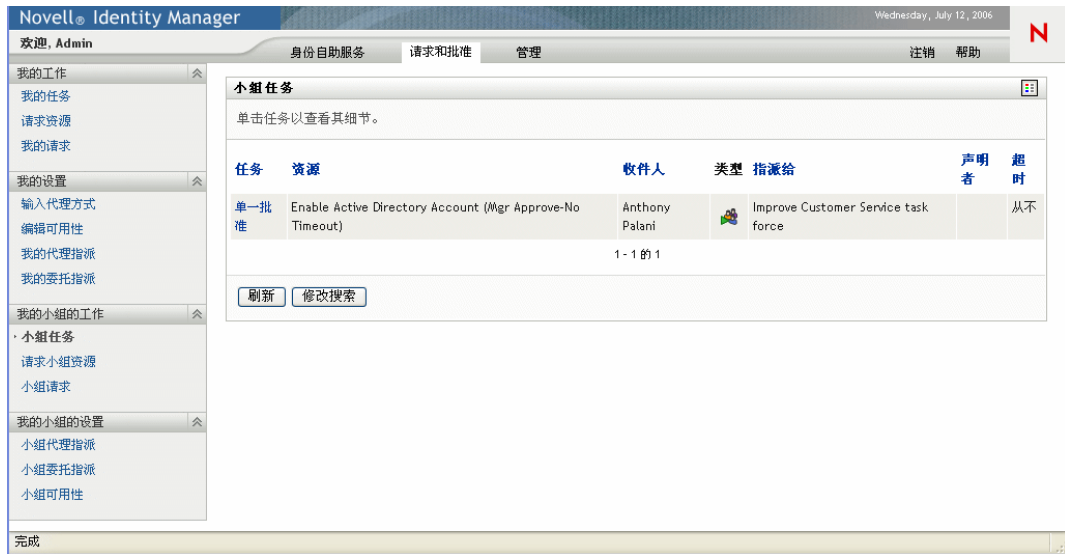 Novell® Identity Manager
Wednesday, July 12, 2006
N
欢迎, Admin
身份自助服务 请求和批准 管理 注销 帮助
我的工作
我的任务
请求资源
我的请求
我的设置
输入代理方式
编辑可用性
我的代理指派
我的委托指派
我的小组的工作
小组任务
请求小组资源
小组请求
我的小组的设置
小组代理指派
小组委托指派
小组可用性
小组任务
单击任务以查看其细节。
任务 资源 收件人 类型 指派给 声明者 超时
单一批准 Enable Active Directory Account (Mgr Approve-No Timeout) Anthony Palani Improve Customer Service task force 从不
1 - 1 的 1
刷新 修改搜索
完成